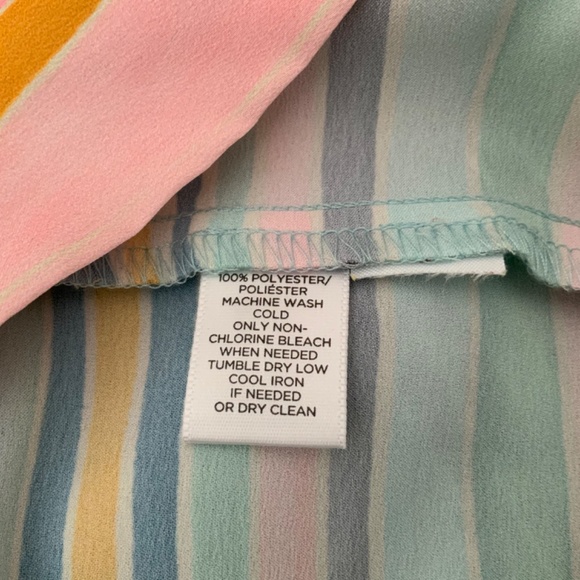 100% POLYESTER/
POLIÉSTER
MACHINE WASH
COLD
ONLY NON-
CHLORINE BLEACH
WHEN NEEDED
TUMBLE DRY LOW
COOL IRON
IF NEEDED
OR DRY CLEAN